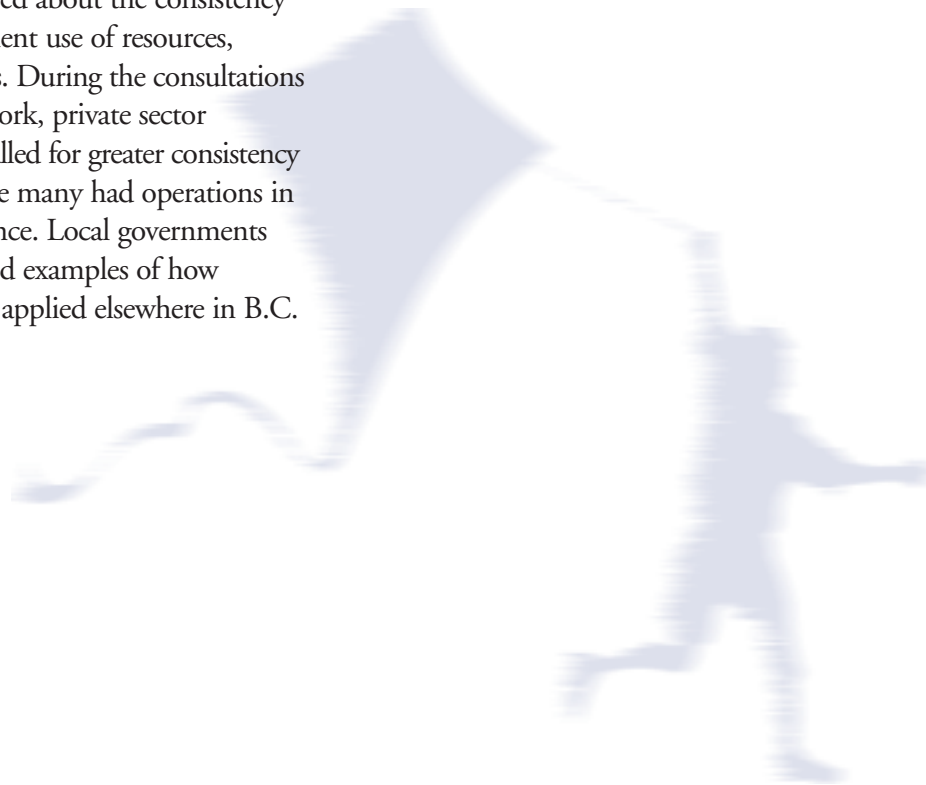 ed about the consistency
ent use of resources,
s. During the consultations
ork, private sector
lled for greater consistency
e many had operations in
nce. Local governments
d examples of how
applied elsewhere in B.C.